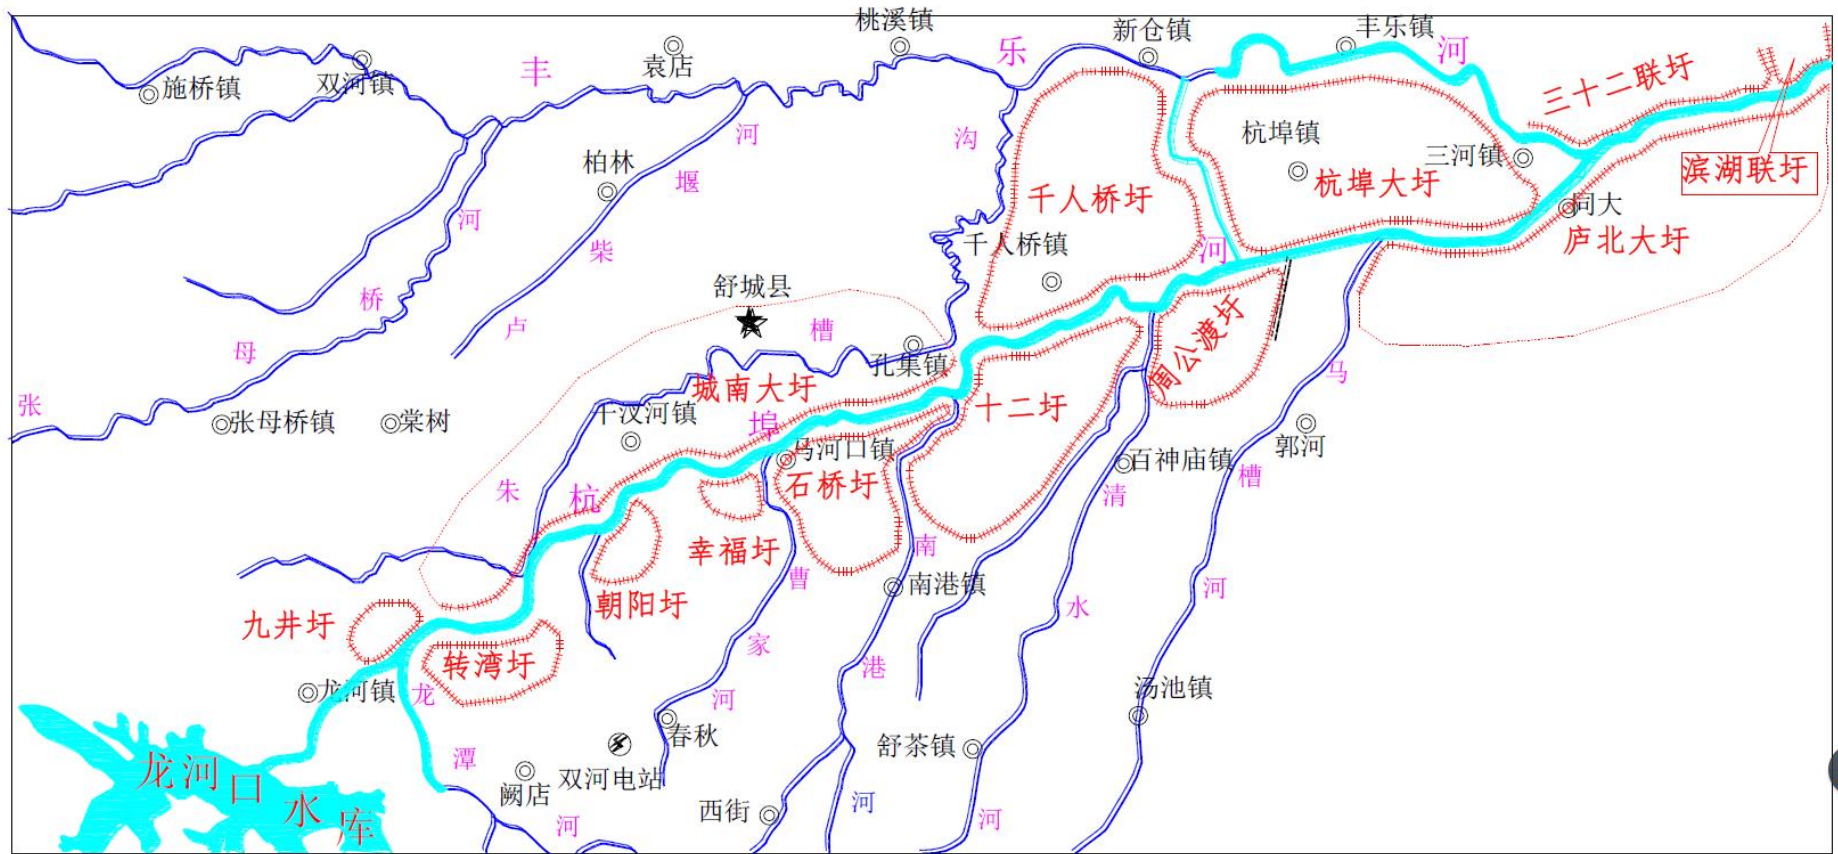 桃溪镇
新仓镇
丰乐镇
施桥镇
双河镇
丰
袁店
乐
河
三十二联圩
柏林
河
堰
柴
卢
沟
杭埠镇
三河镇
滨湖联圩
千人桥圩
杭埠大圩
同大
庐北大圩
千人桥镇
河
河
桥
母
张
舒城县
槽
孔集镇
周公渡圩
马
张母桥镇
棠树
城南大圩
干汊河镇
埠
十二圩
马河口镇
石桥圩
百神庙镇
郭河
槽
朱
杭
清
幸福圩
南
曹
南港镇
河
朝阳圩
水
九井圩
转湾圩
家
港
龙河镇
龙
河
汤池镇
春秋
舒茶镇
潭
阙店
双河电站
西街
河
河
河
龙河口水库